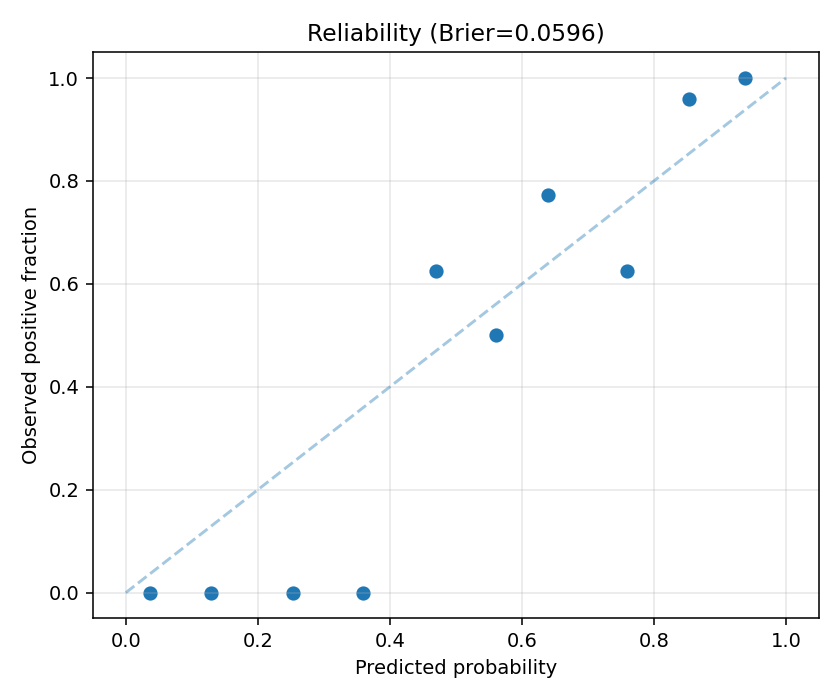 Reliability (Brier=0.0596)
Observed positive fraction
1.0
0.8
0.6
0.4
0.2
0.0
0.0 0.2 0.4 0.6 0.8 1.0
Predicted probability